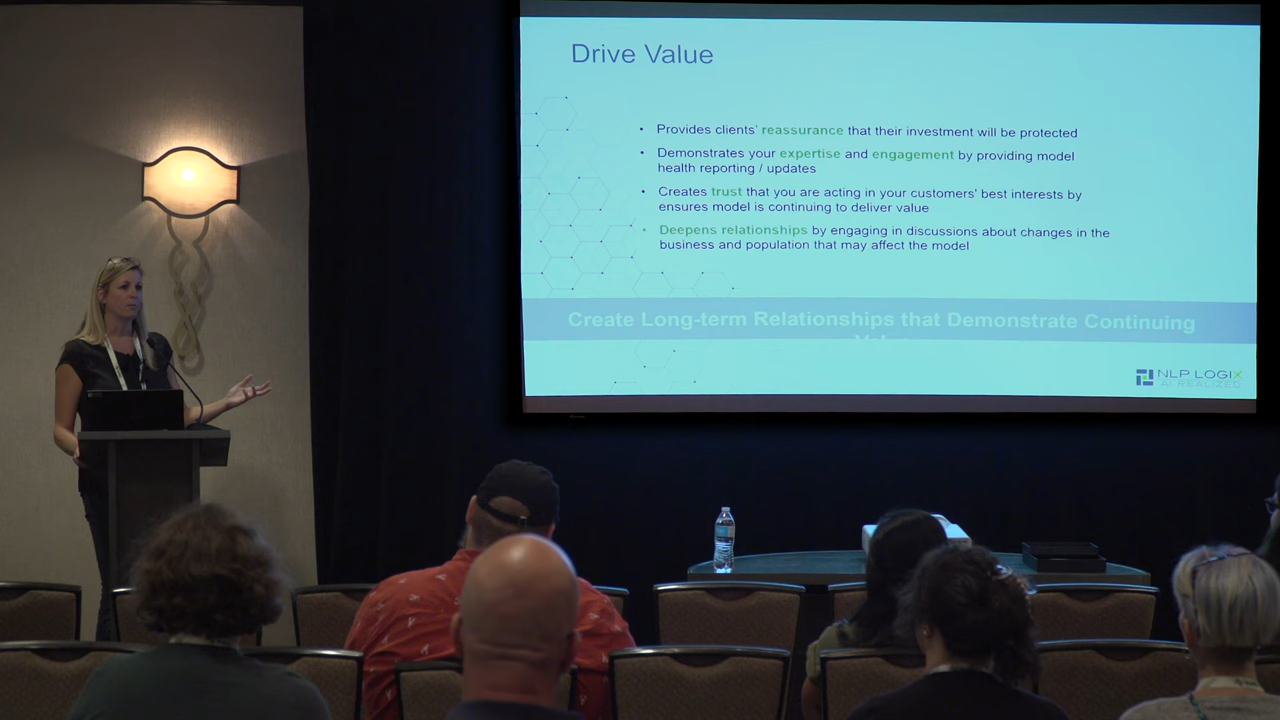 Drive Value
• Provides clients' reassurance that their investment will be protected
• Demonstrates your expertise and engagement by providing model
health reporting / updates
• Creates trust that you are acting in your customers' best interests by
ensures model is continuing to deliver value
• Deepens relationships by engaging in discussions about changes in the
business and population that may affect the model
Create Long-term Relationships that Demonstrate Continuing
NLP LOGIX
AI REALIZED